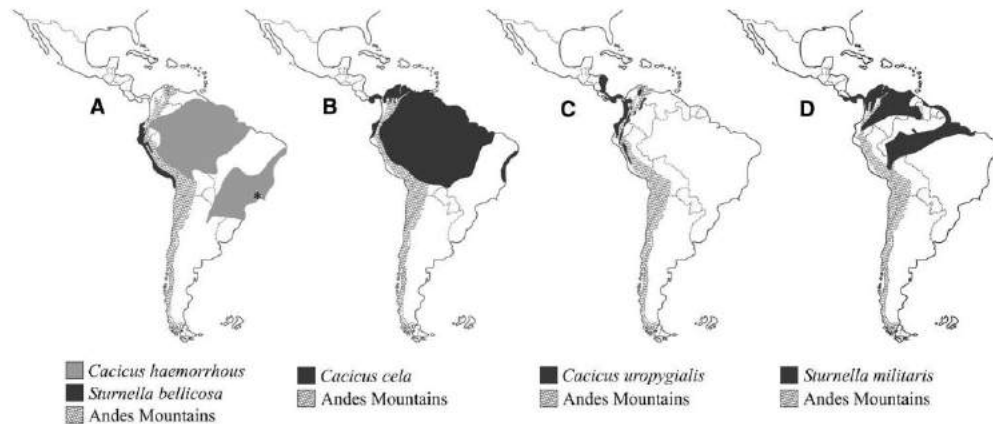 A
B
C
D
*
Cacicus haemorrhous
Sturnella bellicosa
Andes Mountains
Cacicus cela
Andes Mountains
Cacicus uropygialis
Andes Mountains
Sturnella militaris
Andes Mountains